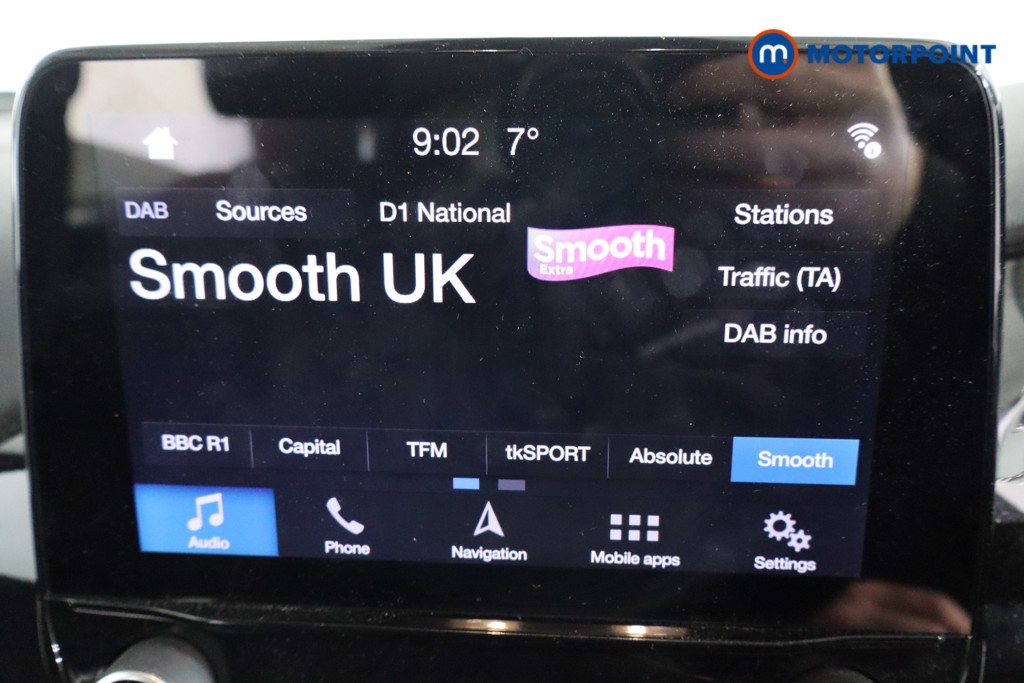 m. MOTORPOINT
9:02 7°
DAB Sources D1 National Stations
Smooth UK
Smooth
Extra
Traffic (TA)
DAB info
BBC R1 Capital TFM tkSPORT Absolute Smooth
Audio Phone Navigation Mobile apps Settings